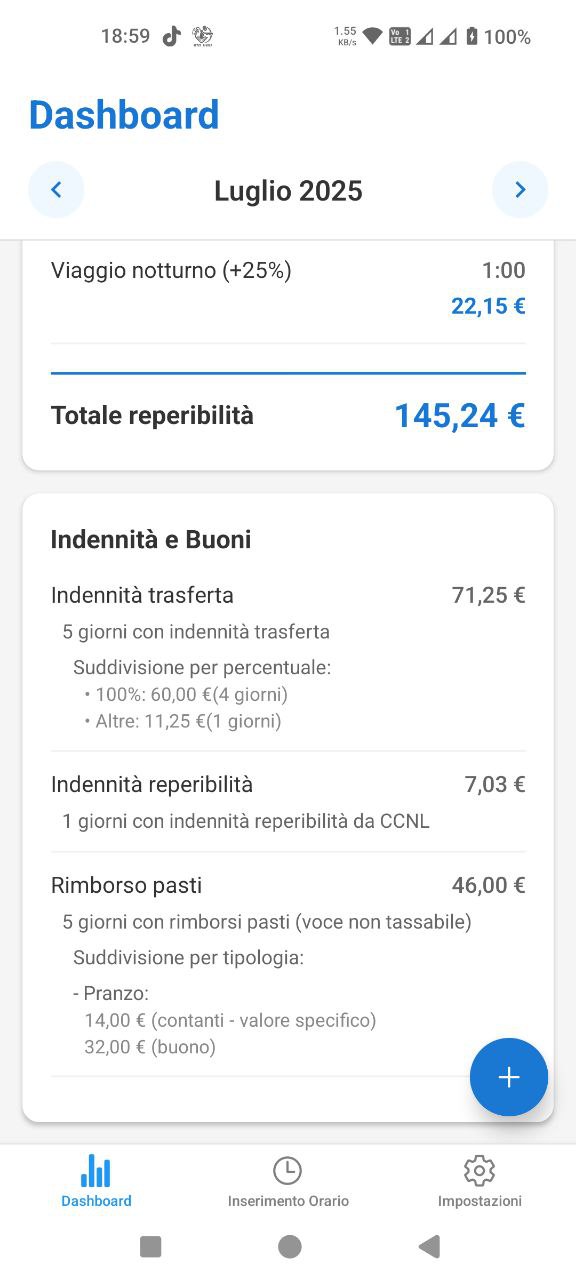 18:59
1.55
KB/s
Vo 1
LTE 2
100%
Dashboard
Luglio 2025
Viaggio notturno (+25%) 1:00
22,15 €
Totale reperibilità 145,24 €
Indennità e Buoni
Indennità trasferta 71,25 €
5 giorni con indennità trasferta
Suddivisione per percentuale:
• 100%: 60,00 €(4 giorni)
• Altre: 11,25 €(1 giorni)
Indennità reperibilità 7,03 €
1 giorni con indennità reperibilità da CCNL
Rimborso pasti 46,00 €
5 giorni con rimborsi pasti (voce non tassabile)
Suddivisione per tipologia:
- Pranzo:
14,00 € (contanti - valore specifico)
32,00 € (buono)
Dashboard Inserimento Orario Impostazioni